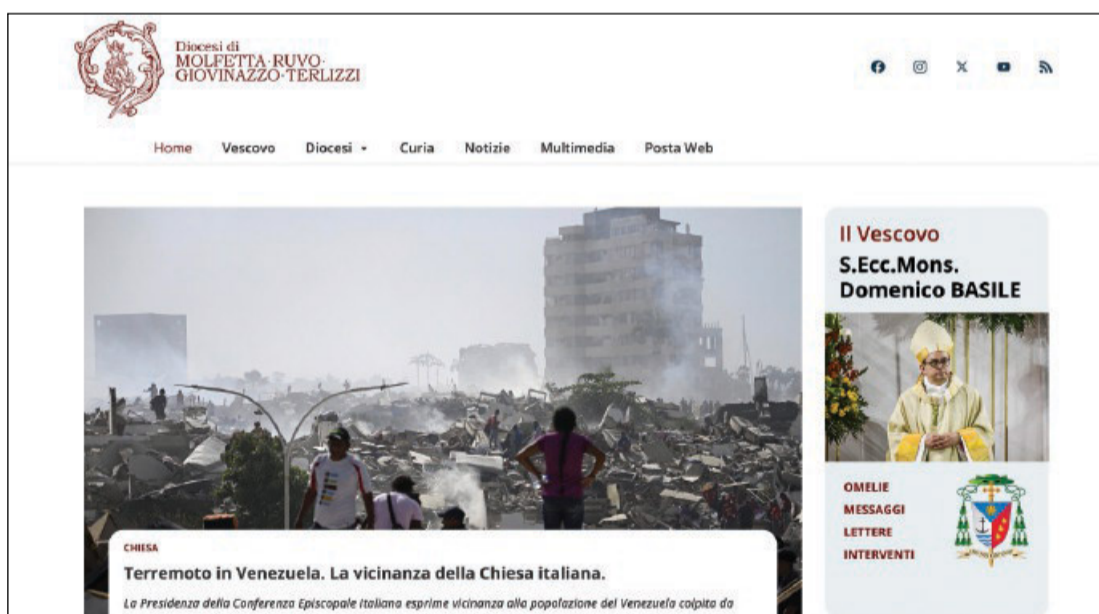 Diocesi di
MOLFETTA·RUVO·
GIOVINAZZO·TERLIZZI
Home Vescovo Diocesi Curia Notizie Multimedia Posta Web
CHIESA
Terremoto in Venezuela. La vicinanza della Chiesa italiana.
La Presidenza della Conferenza Episcopale Italiana esprime vicinanza alla popolazione del Venezuela colpita da
Il Vescovo
S.Ecc.Mons.
Domenico BASILE
OMELIE
MESSAGGI
LETTERE
INTERVENTI